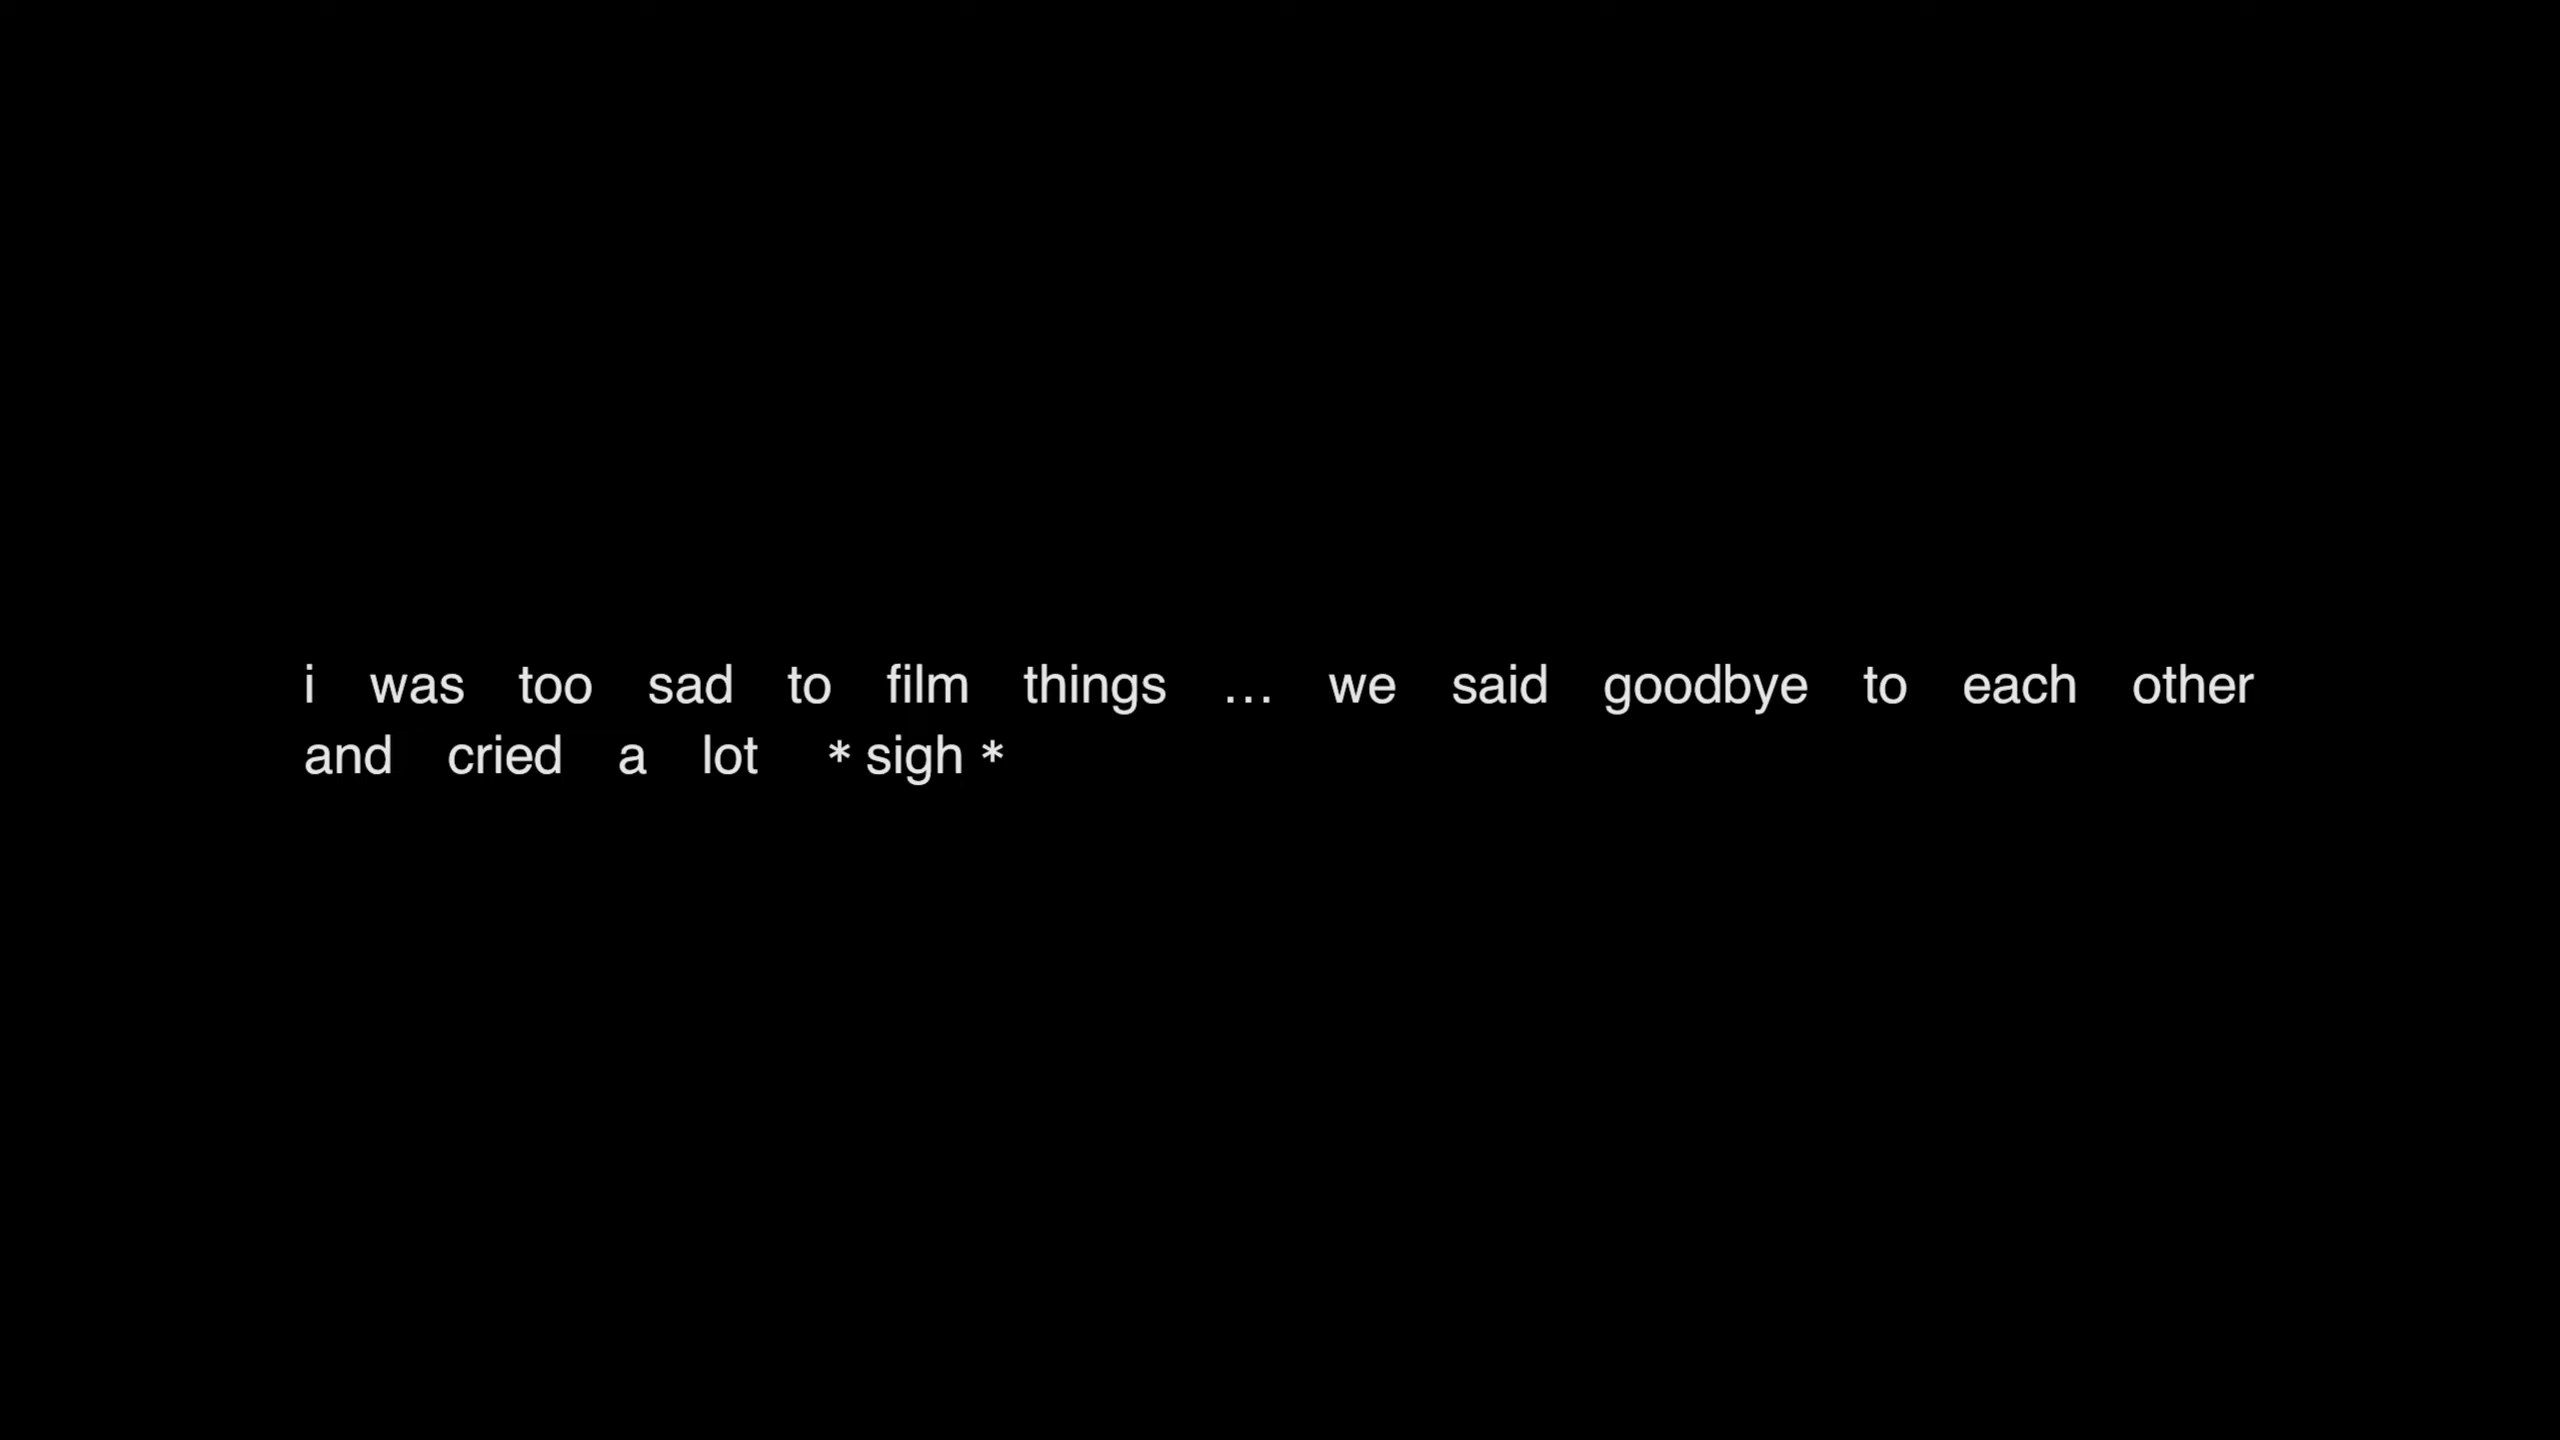 i was too sad to film things ... we said goodbye to each other
and cried a lot * sigh *